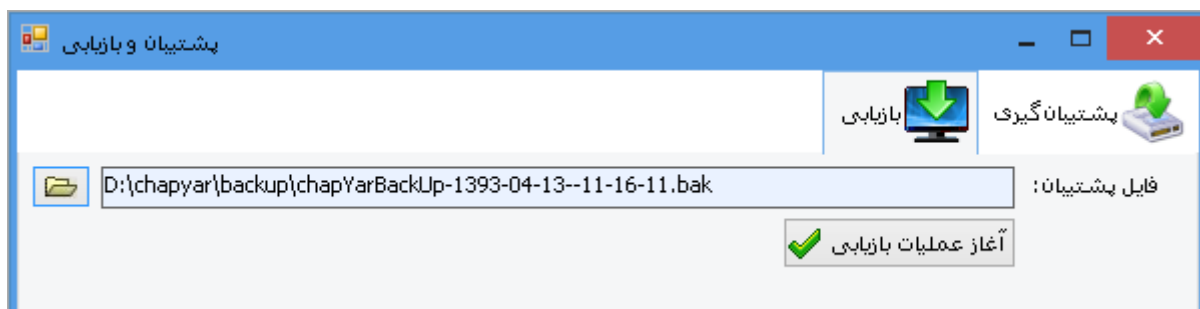 پشتیبان و بازیابی
پشتیبان‌گیری
بازیابی
فایل پشتیبان:
D:\chapyar\backup\chapYarBackUp-1393-04-13--11-16-11.bak
آغاز عملیات بازیابی